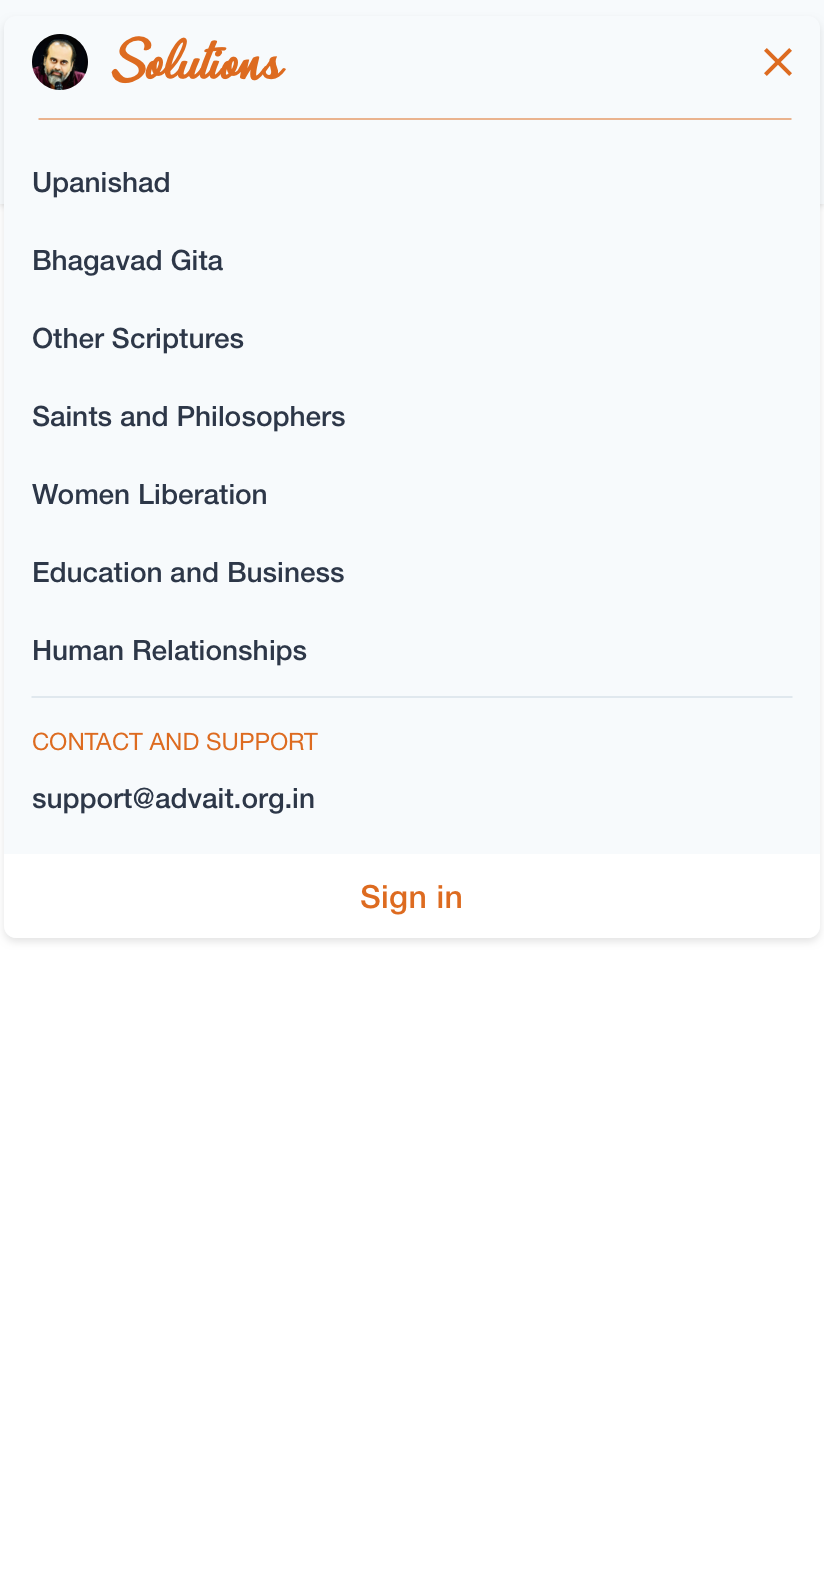 Solutions
Upanishad
Bhagavad Gita
Other Scriptures
Saints and Philosophers
Women Liberation
Education and Business
Human Relationships
CONTACT AND SUPPORT
support@advait.org.in
Sign in